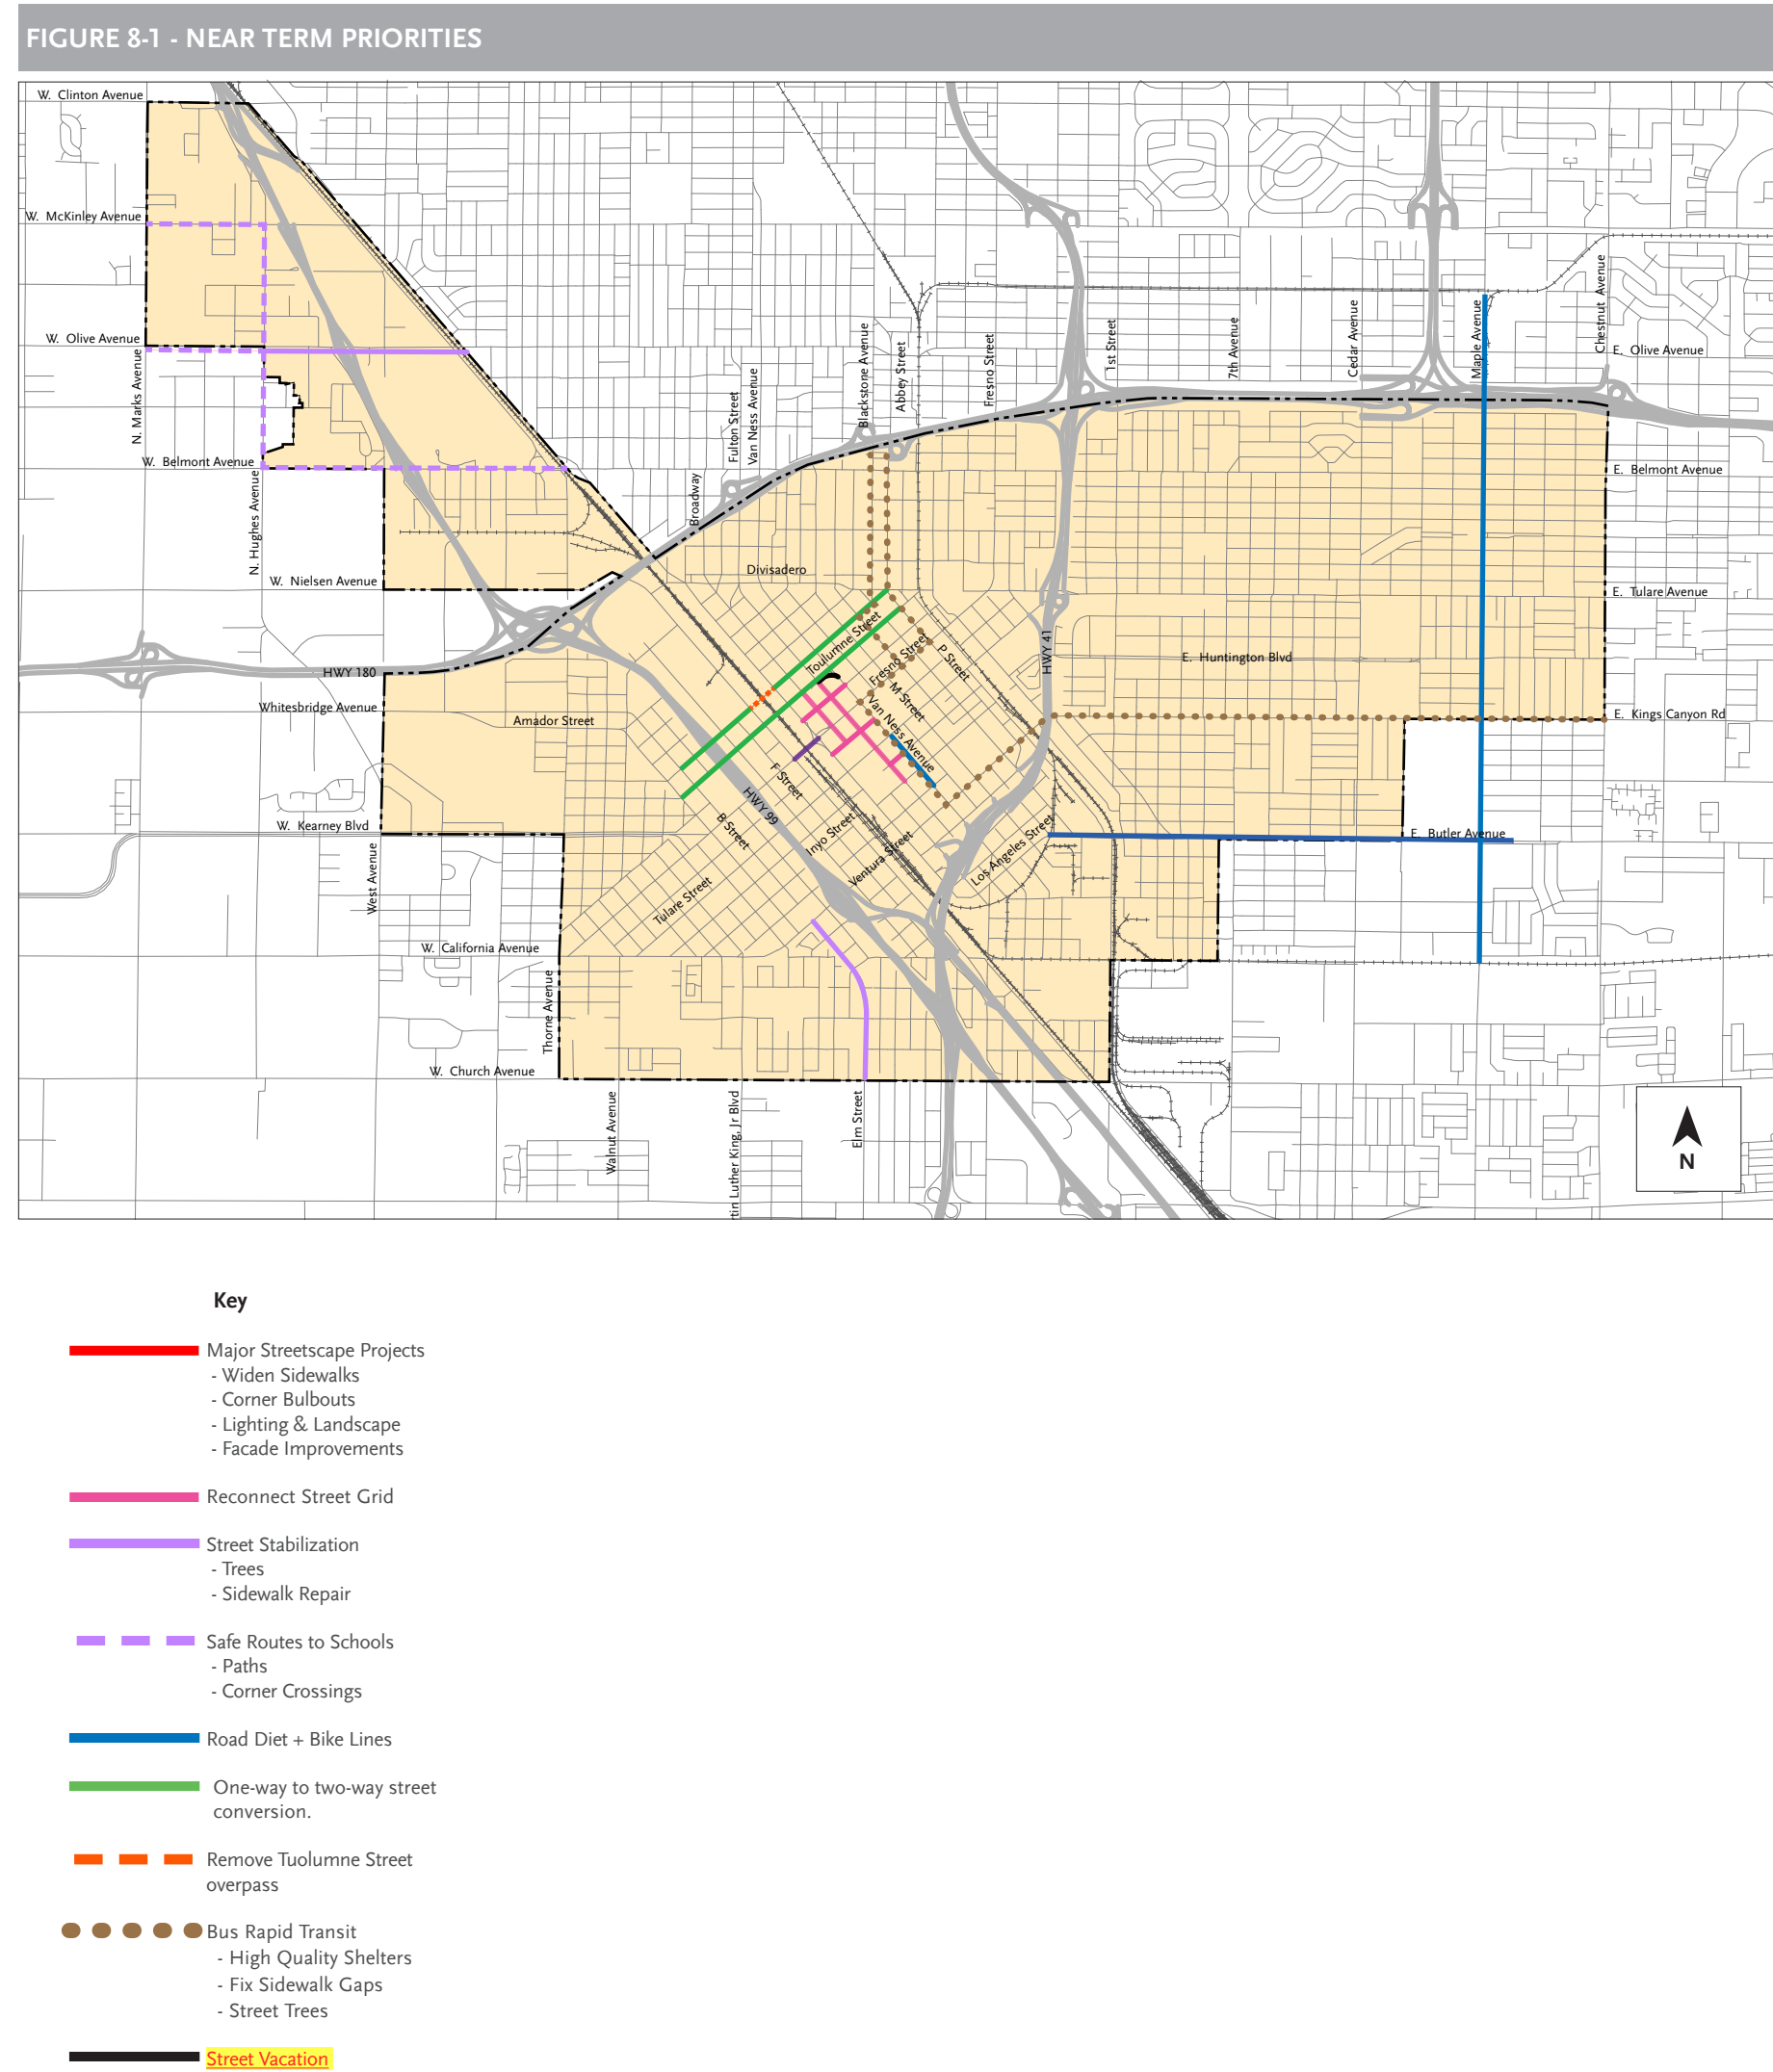 FIGURE 8-1 - NEAR TERM PRIORITIES
W. Clinton Avenue
W. McKinley Avenue
W. Olive Avenue
N. Marks Avenue
W. Belmont Avenue
N. Hughes Avenue
W. Nielsen Avenue
HWY 180
Whitesbridge Avenue
Amador Street
W. Kearney Blvd
West Avenue
W. California Avenue
Thorne Avenue
W. Church Avenue
Walnut Avenue
rtin Luther King, Jr Blvd
Elm Street
Fulton Street
Van Ness Avenue
Broadway
Blackstone Avenue
Abbey Street
Fresno Street
1st Street
7th Avenue
Cedar Avenue
Maple Avenue
Chestnut Avenue
E. Olive Avenue
E. Belmont Avenue
E. Tulare Avenue
E. Huntington Blvd
E. Kings Canyon Rd
E. Butler Avenue
Divisadero
Toulumne Street
Fresno Street
P Street
M Street
Van Ness Avenue
HWY 41
F Street
HWY 99
B Street
Inyo Street
Ventura Street
Los Angeles Street
Tulare Street
N
Key
Major Streetscape Projects
- Widen Sidewalks
- Corner Bulbouts
- Lighting & Landscape
- Facade Improvements
Reconnect Street Grid
Street Stabilization
- Trees
- Sidewalk Repair
Safe Routes to Schools
- Paths
- Corner Crossings
Road Diet + Bike Lines
One-way to two-way street
conversion.
Remove Tuolumne Street
overpass
Bus Rapid Transit
- High Quality Shelters
- Fix Sidewalk Gaps
- Street Trees
Street Vacation